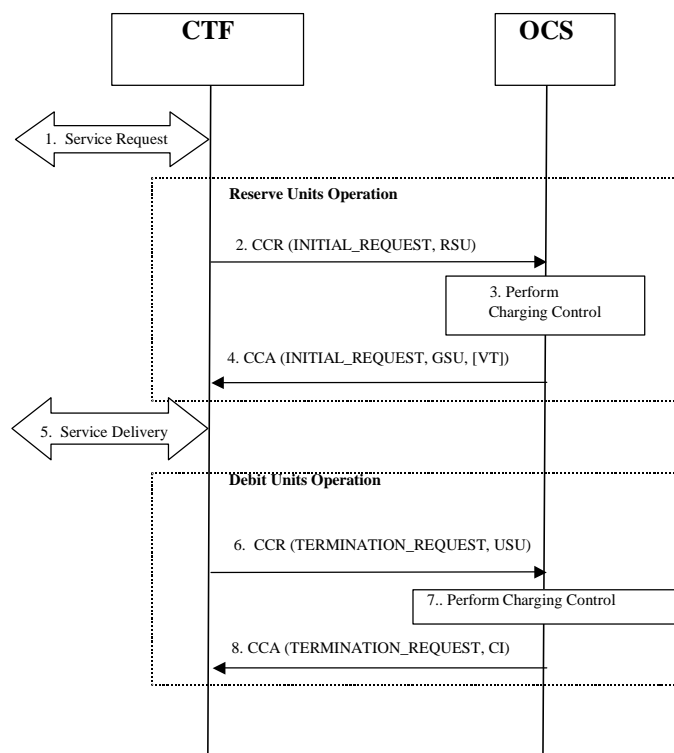 CTF
OCS
1. Service Request
Reserve Units Operation
2. CCR (INITIAL_REQUEST, RSU)
3. Perform
Charging Control
4. CCA (INITIAL_REQUEST, GSU, [VT])
5. Service Delivery
Debit Units Operation
6. CCR (TERMINATION_REQUEST, USU)
7.. Perform Charging Control
8. CCA (TERMINATION_REQUEST, CI)